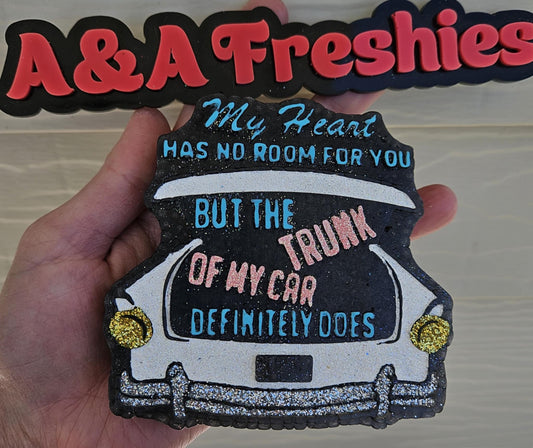 A&A Freshies
My Heart
HAS NO ROOM FOR YOU
BUT THE
TRUNK
OF MY CAR
DEFINITELY DOES